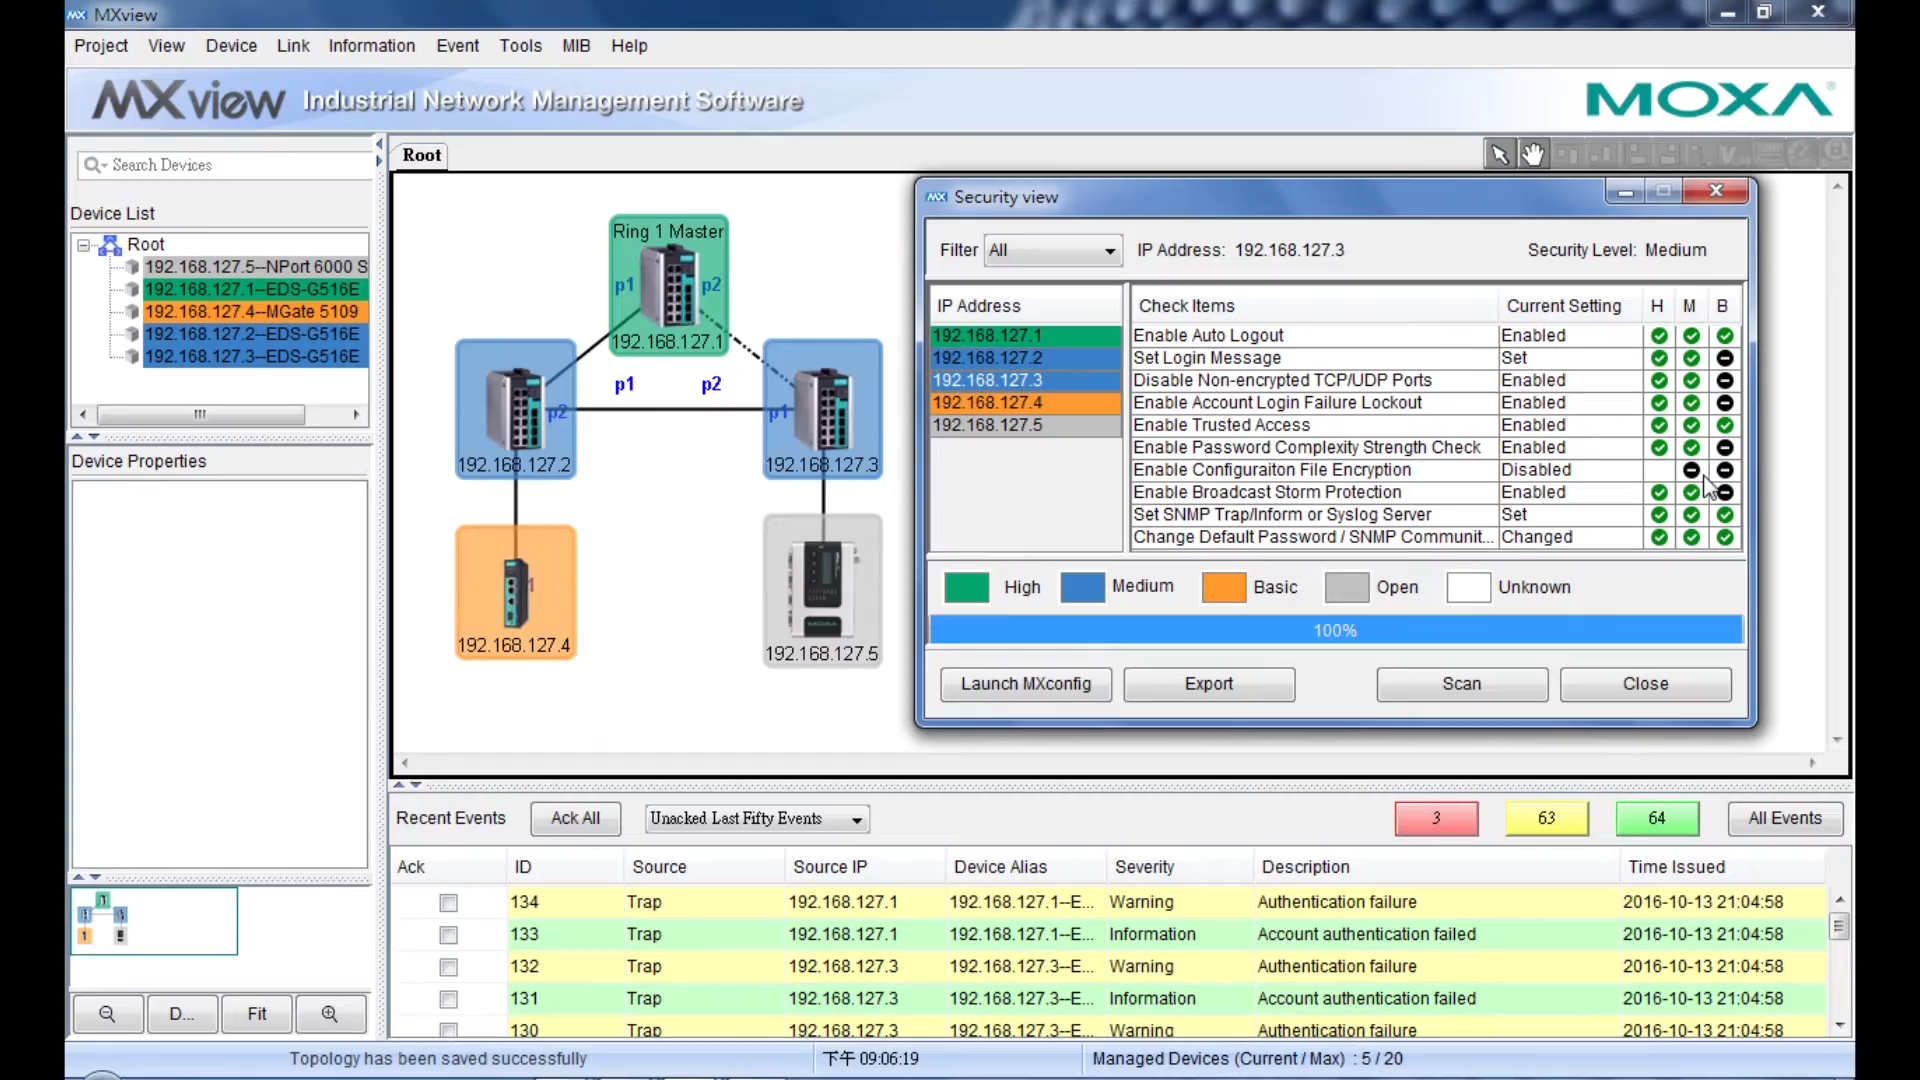 MXview
Project View Device Link Information Event Tools MIB Help
MXview Industrial Network Management Software MOXA®
Search Devices
Root
Device List
Root
192.168.127.5--NPort 6000 S
192.168.127.1--EDS-G516E
192.168.127.4--MGate 5109
192.168.127.2--EDS-G516E
192.168.127.3--EDS-G516E
Device Properties
Ring 1 Master
p1 p2
192.168.127.1
p1 p2
p2 p1
192.168.127.2 192.168.127.3
1
192.168.127.4
MOXA
192.168.127.5
Security view
Filter All IP Address: 192.168.127.3 Security Level: Medium
IP Address Check Items Current Setting H M B
192.168.127.1 Enable Auto Logout Enabled
192.168.127.2 Set Login Message Set
192.168.127.3 Disable Non-encrypted TCP/UDP Ports Enabled
192.168.127.4 Enable Account Login Failure Lockout Enabled
192.168.127.5 Enable Trusted Access Enabled
Enable Password Complexity Strength Check Enabled
Enable Configuraiton File Encryption Disabled
Enable Broadcast Storm Protection Enabled
Set SNMP Trap/Inform or Syslog Server Set
Change Default Password / SNMP Communit... Changed
High Medium Basic Open Unknown
100%
Launch MXconfig Export Scan Close
Recent Events Ack All Unacked Last Fifty Events 3 63 64 All Events
Ack ID Source Source IP Device Alias Severity Description Time Issued
134 Trap 192.168.127.1 192.168.127.1--E... Warning Authentication failure 2016-10-13 21:04:58
133 Trap 192.168.127.1 192.168.127.1--E... Information Account authentication failed 2016-10-13 21:04:58
132 Trap 192.168.127.3 192.168.127.3--E... Warning Authentication failure 2016-10-13 21:04:58
131 Trap 192.168.127.3 192.168.127.3--E... Information Account authentication failed 2016-10-13 21:04:58
130 Trap 192.168.127.3 192.168.127.3--E... Warning Authentication failure 2016-10-13 21:04:58
D... Fit
Topology has been saved successfully 下午 09:06:19 Managed Devices (Current / Max) : 5 / 20